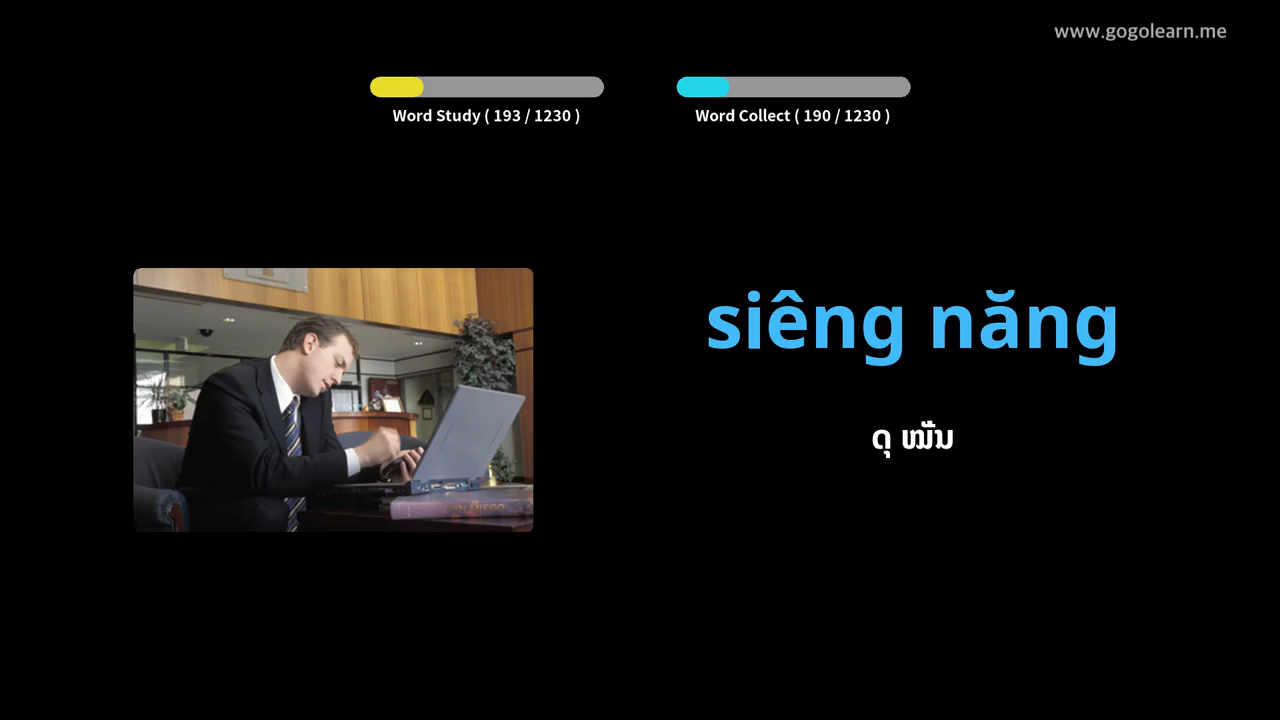 www.gogolearn.me
Word Study ( 193 / 1230 )
Word Collect ( 190 / 1230 )
siêng năng
ດຸ ໝັ່ນ